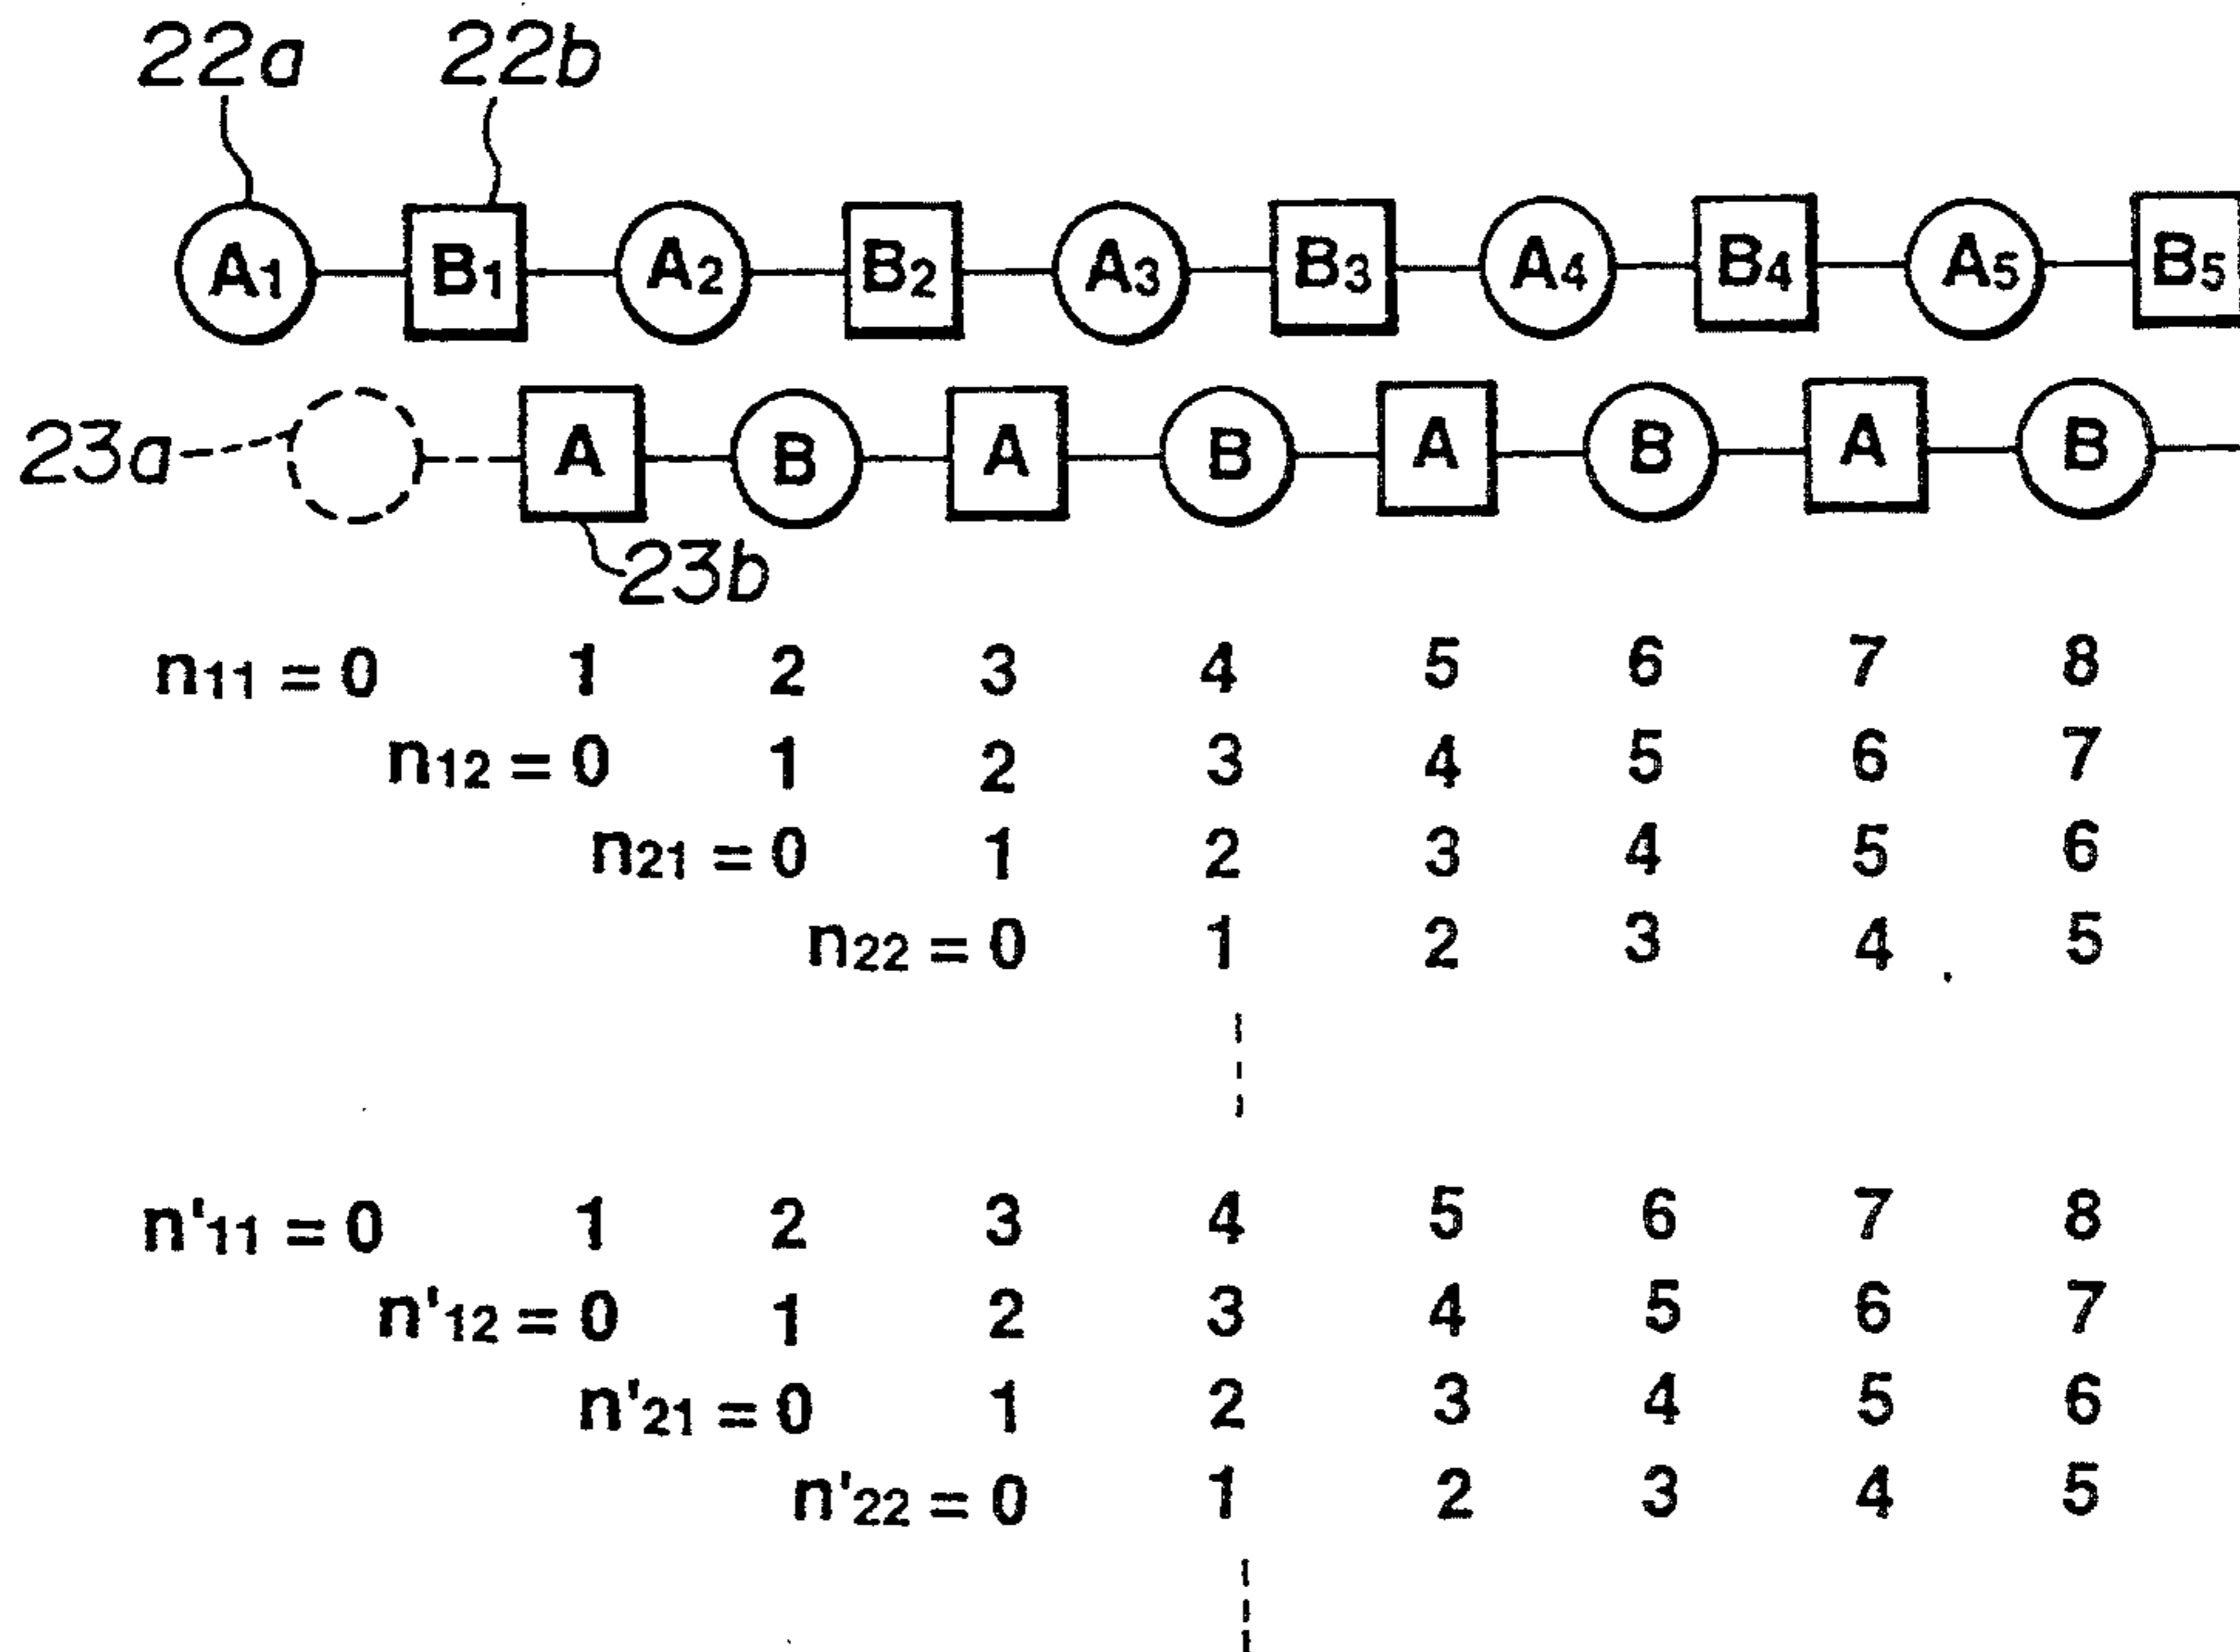 22a 22b
A1 B1 A2 B2 A3 B3 A4 B4 A5 B5
23a A B A B A B A B
23b
n11 = 0 1 2 3 4 5 6 7 8
n12 = 0 1 2 3 4 5 6 7
n21 = 0 1 2 3 4 5 6
n22 = 0 1 2 3 4 5
n'11 = 0 1 2 3 4 5 6 7 8
n'12 = 0 1 2 3 4 5 6 7
n'21 = 0 1 2 3 4 5 6
n'22 = 0 1 2 3 4 5